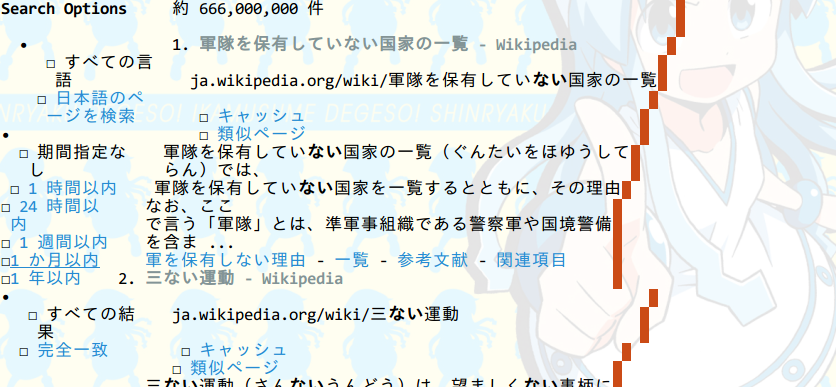 Search Options
約 666,000,000 件
• 1. 軍隊を保有していない国家の一覧 - Wikipedia
□ すべての言
語
ja.wikipedia.org/wiki/軍隊を保有していない国家の一覧
□ 日本語のペ
ージを検索
□ キャッシュ
□ 類似ページ
NRYAKU DEGESOI IKAMUSUME DEGESOI SHINRYAKU
•
□ 期間指定な
し
軍隊を保有していない国家の一覧（ぐんたいをほゆうして
らん）では、
□ 1 時間以内
軍隊を保有していない国家を一覧するとともに、その理由
□ 24 時間以
内
なお、ここ
で言う「軍隊」とは、準軍事組織である警察軍や国境警備
□ 1 週間以内
を含ま ...
□1 か月以内
軍を保有しない理由 - 一覧 - 参考文献 - 関連項目
□1 年以内
2. 三ない運動 - Wikipedia
•
□ すべての結
果
ja.wikipedia.org/wiki/三ない運動
□ 完全一致
□ キャッシュ
□ 類似ページ
三ない運動（さんないうんどう）は、望ましくない事柄に